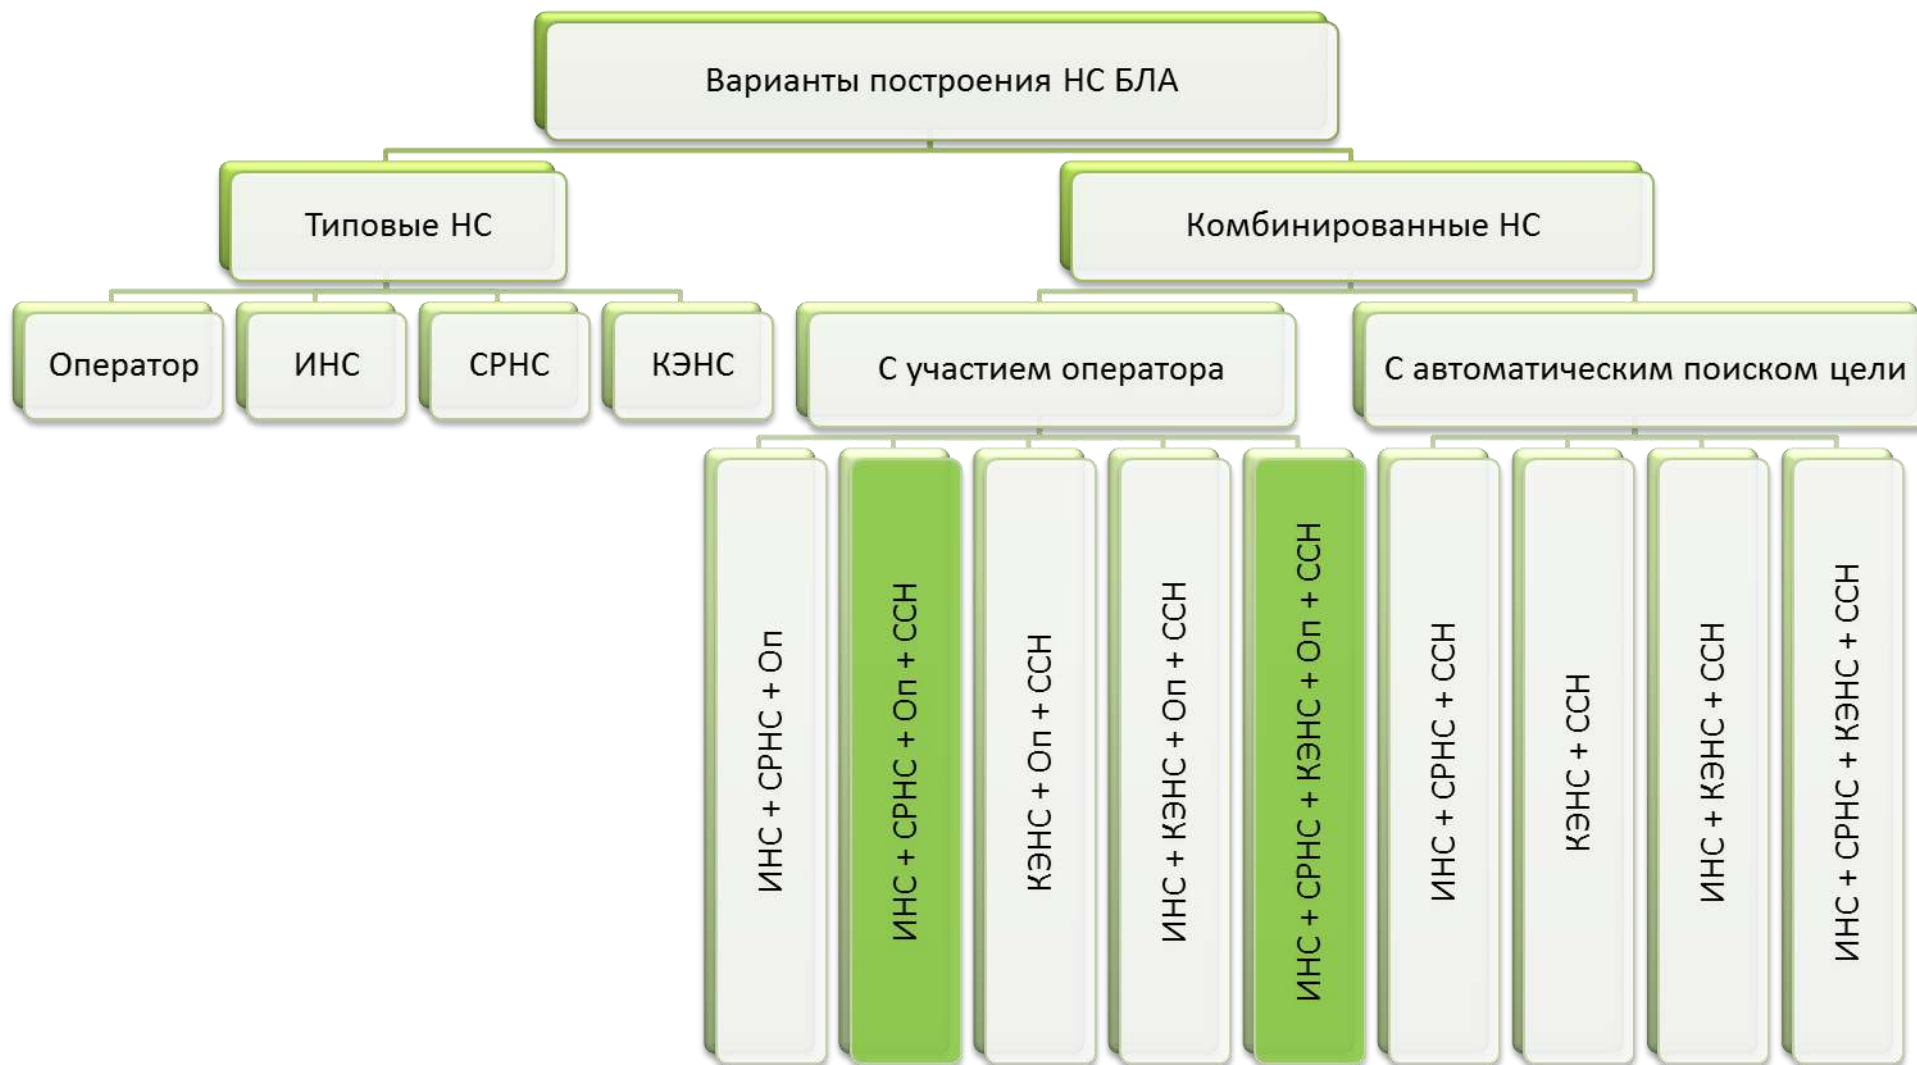 Варианты построения НС БЛА
Типовые НС
Комбинированные НС
Оператор
ИНС
СРНС
КЭНС
С участием оператора
С автоматическим поиском цели
ИНС + СРНС + Оп
ИНС + СРНС + Оп + ССН
КЭНС + Оп + ССН
ИНС + КЭНС + Оп + ССН
ИНС + СРНС + КЭНС + Оп + ССН
ИНС + СРНС + ССН
КЭНС + ССН
ИНС + КЭНС + ССН
ИНС + СРНС + КЭНС + ССН